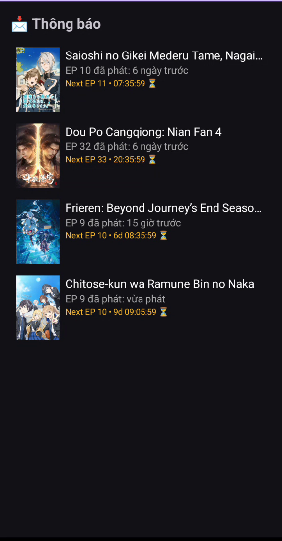 📩 Thông báo
Saioshi no Gikei Mederu Tame, Nagai…
EP 10 đã phát: 6 ngày trước
Next EP 11 • 07:35:59 ⏳
Dou Po Cangqiong: Nian Fan 4
EP 32 đã phát: 6 ngày trước
Next EP 33 • 20:35:59 ⏳
Frieren: Beyond Journey’s End Seaso…
EP 9 đã phát: 15 giờ trước
Next EP 10 • 6d 08:35:59 ⏳
Chitose-kun wa Ramune Bin no Naka
EP 9 đã phát: vừa phát
Next EP 10 • 9d 09:05:59 ⏳